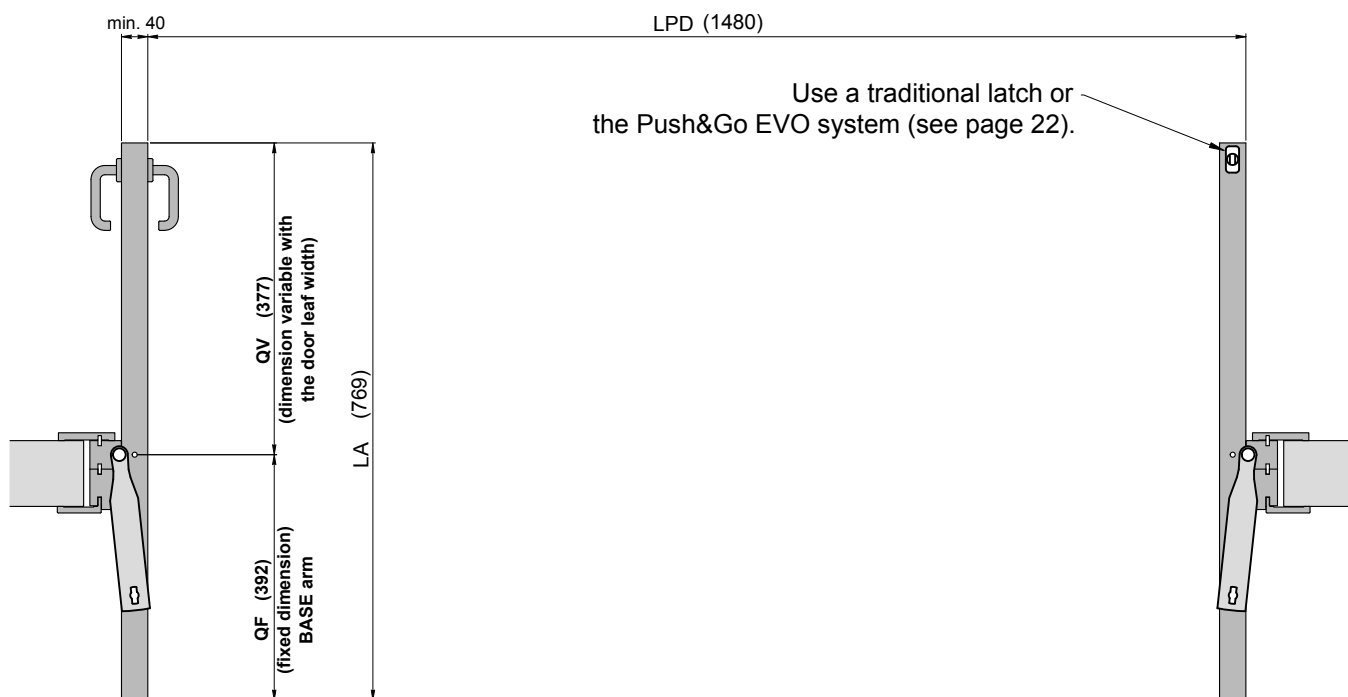 min. 40
LPD (1480)
Use a traditional latch or
the Push&Go EVO system (see page 22).
QV (377)
(dimension variable with
the door leaf width)
LA (769)
QF (392)
(fixed dimension)
BASE arm